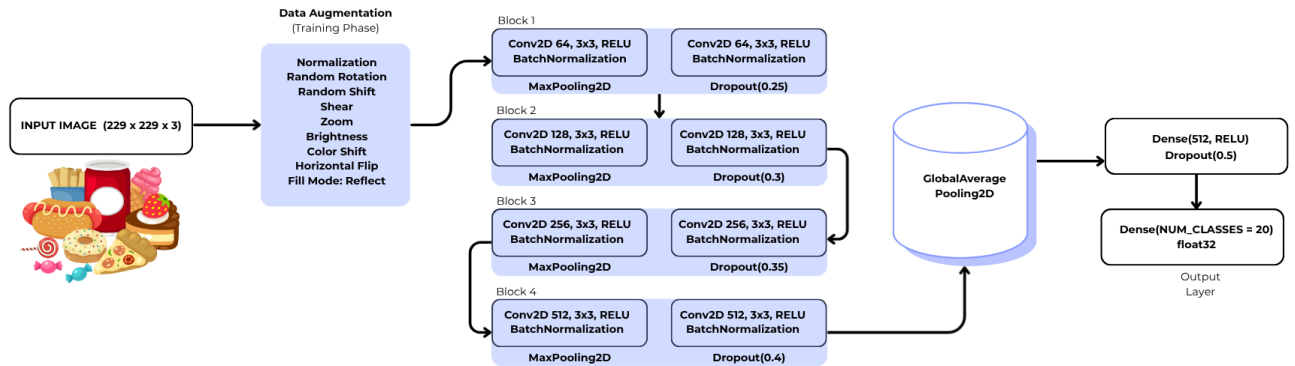 Data Augmentation
(Training Phase)
Normalization
Random Rotation
Random Shift
Shear
Zoom
Brightness
Color Shift
Horizontal Flip
Fill Mode: Reflect
INPUT IMAGE (229 x 229 x 3)
Block 1
Conv2D 64, 3x3, RELU
BatchNormalization
Conv2D 64, 3x3, RELU
BatchNormalization
MaxPooling2D
Dropout(0.25)
Block 2
Conv2D 128, 3x3, RELU
BatchNormalization
Conv2D 128, 3x3, RELU
BatchNormalization
MaxPooling2D
Dropout(0.3)
Block 3
Conv2D 256, 3x3, RELU
BatchNormalization
Conv2D 256, 3x3, RELU
BatchNormalization
MaxPooling2D
Dropout(0.35)
Block 4
Conv2D 512, 3x3, RELU
BatchNormalization
Conv2D 512, 3x3, RELU
BatchNormalization
MaxPooling2D
Dropout(0.4)
GlobalAverage
Pooling2D
Dense(512, RELU)
Dropout(0.5)
Dense(NUM_CLASSES = 20)
float32
Output
Layer